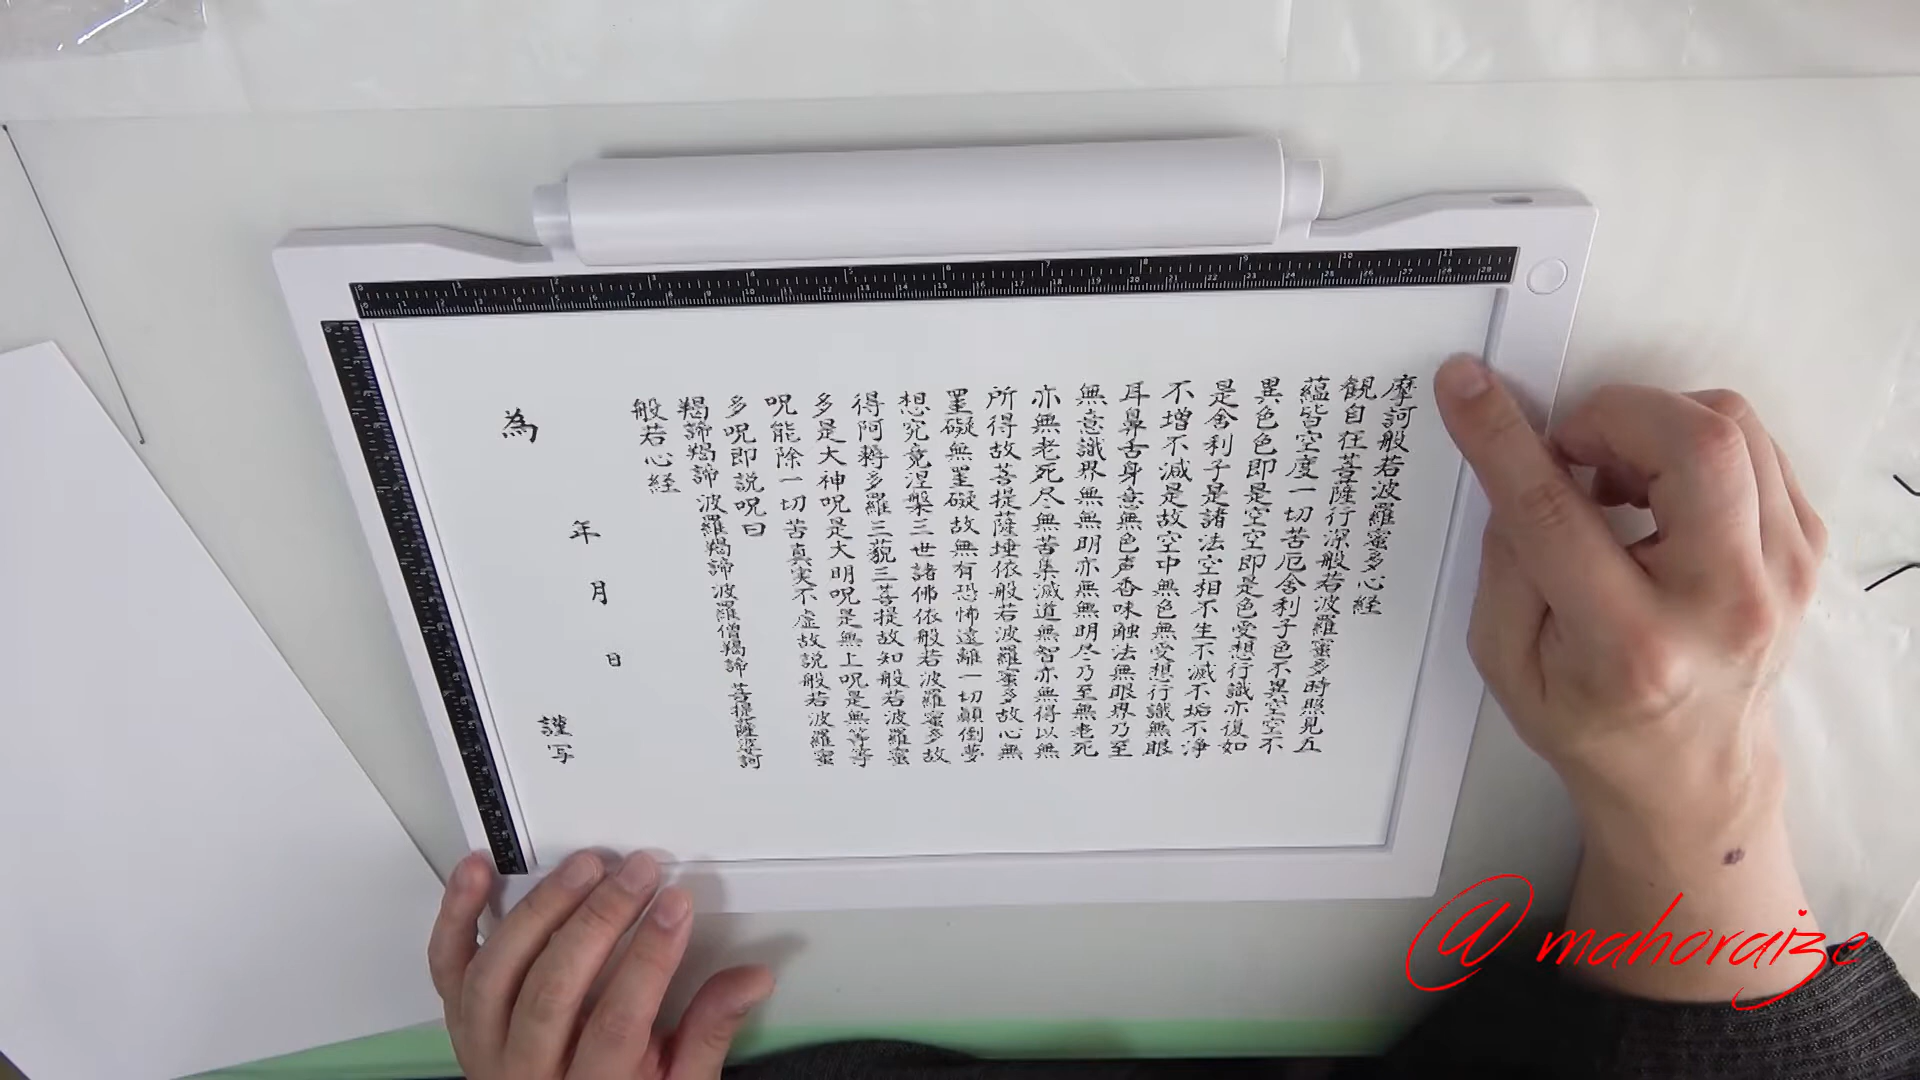 摩訶般若波羅蜜多心経
観自在菩薩行深般若波羅蜜多時照見五
蘊皆空度一切苦厄舎利子色不異空空不
異色色即是空空即是色受想行識亦復如
是舎利子是諸法空相不生不滅不垢不浄
不増不減是故空中無色無受想行識無眼
耳鼻舌身意無色声香味触法無眼界乃至
無意識界無無明亦無無明尽乃至無老死
亦無老死尽無苦集滅道無智亦無得以無
所得故菩提薩埵依般若波羅蜜多故心無
罣礙無罣礙故無有恐怖遠離一切顛倒夢
想究竟涅槃三世諸佛依般若波羅蜜多故
得阿耨多羅三藐三菩提故知般若波羅蜜
多是大神呪是大明呪是無上呪是無等等
呪能除一切苦真実不虚故説般若波羅蜜
多呪即説呪曰
羯諦羯諦 波羅羯諦 波羅僧羯諦 菩提薩婆訶
般若心経
年 月 日
為
謹写
@mahoraize